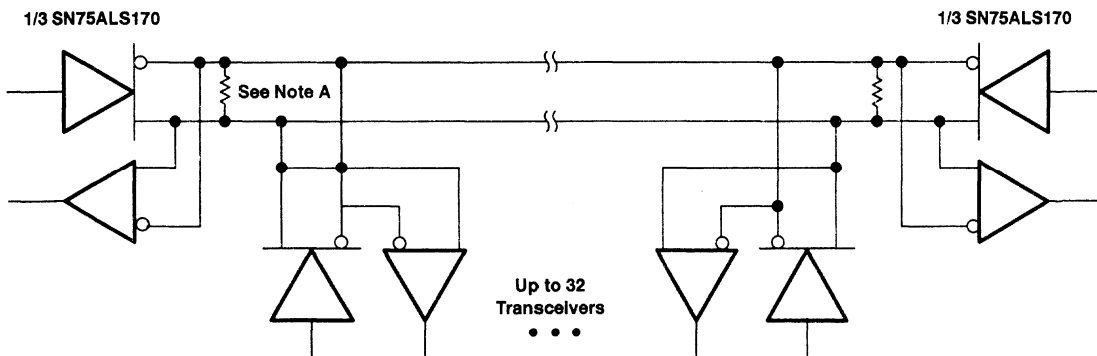 1/3 SN75ALS170
1/3 SN75ALS170
See Note A
Up to 32
Transceivers